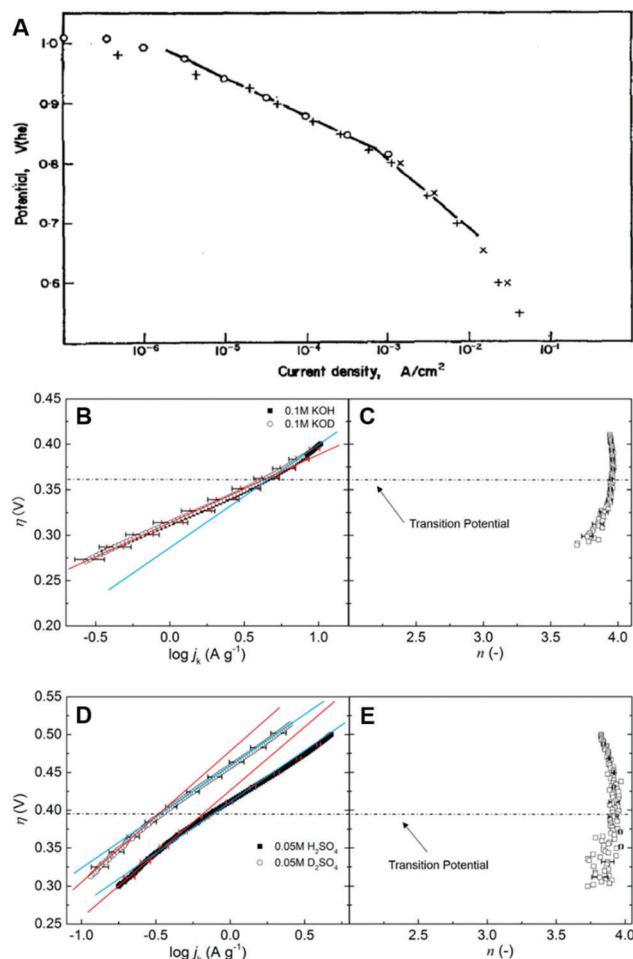 A
Potential, V(he)
1·0
0·9
0·8
0·7
0·6
10⁻⁶ 10⁻⁵ 10⁻⁴ 10⁻³ 10⁻² 10⁻¹
Current density, A/cm²
B
0.1M KOH
0.1M KOD
η (V)
0.45
0.40
0.35
0.30
0.25
0.20
-0.5 0.0 0.5 1.0
log jₖ (A g⁻¹)
C
Transition Potential
2.5 3.0 3.5 4.0
n (-)
D
η (V)
0.55
0.50
0.45
0.40
0.35
0.30
0.25
0.05M H₂SO₄
0.05M D₂SO₄
-1.0 -0.5 0.0 0.5 1.0
log jₖ (A g⁻¹)
E
Transition Potential
2.5 3.0 3.5 4.0
n (-)